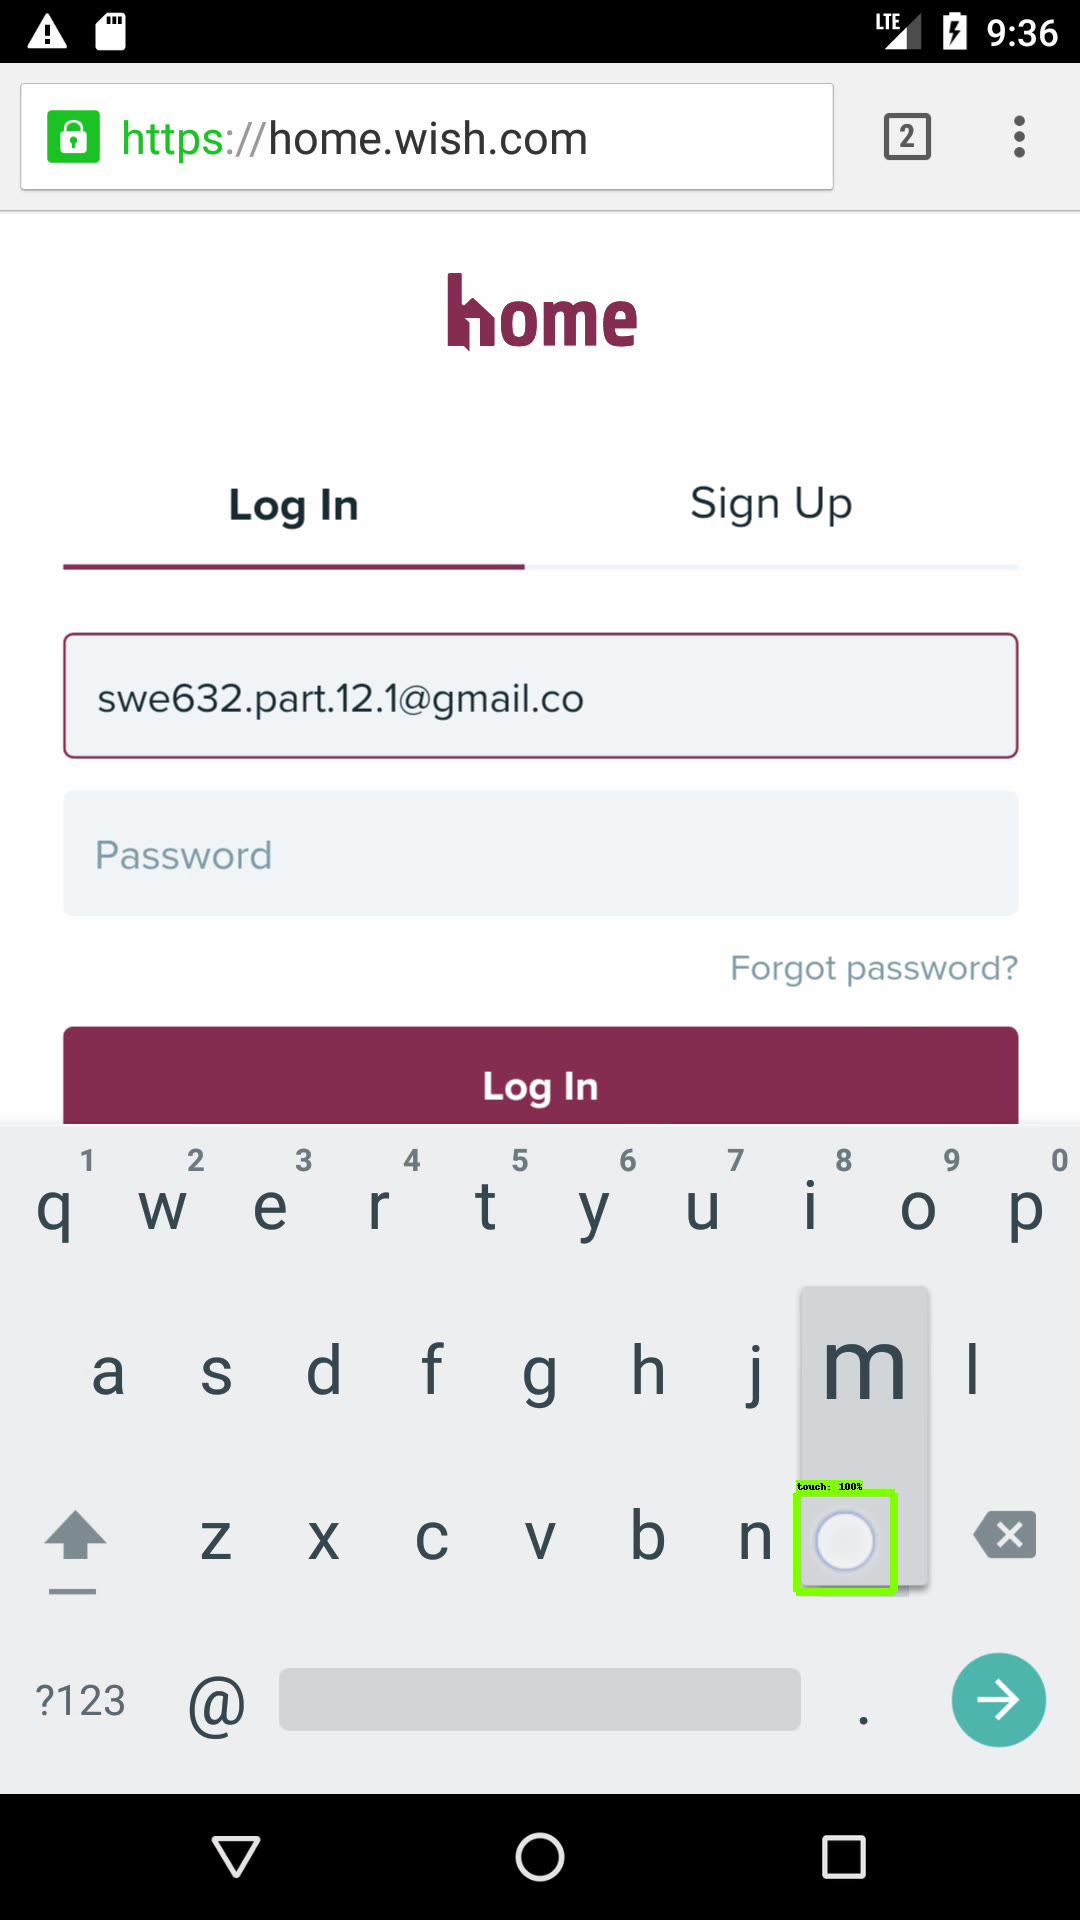 LTE 9:36
https://home.wish.com 2
home
Log In Sign Up
swe632.part.12.1@gmail.co
Password
Forgot password?
Log In
1 2 3 4 5 6 7 8 9 0
q w e r t y u i o p
a s d f g h j m l
touch: 100%
z x c v b n
?123 @ .